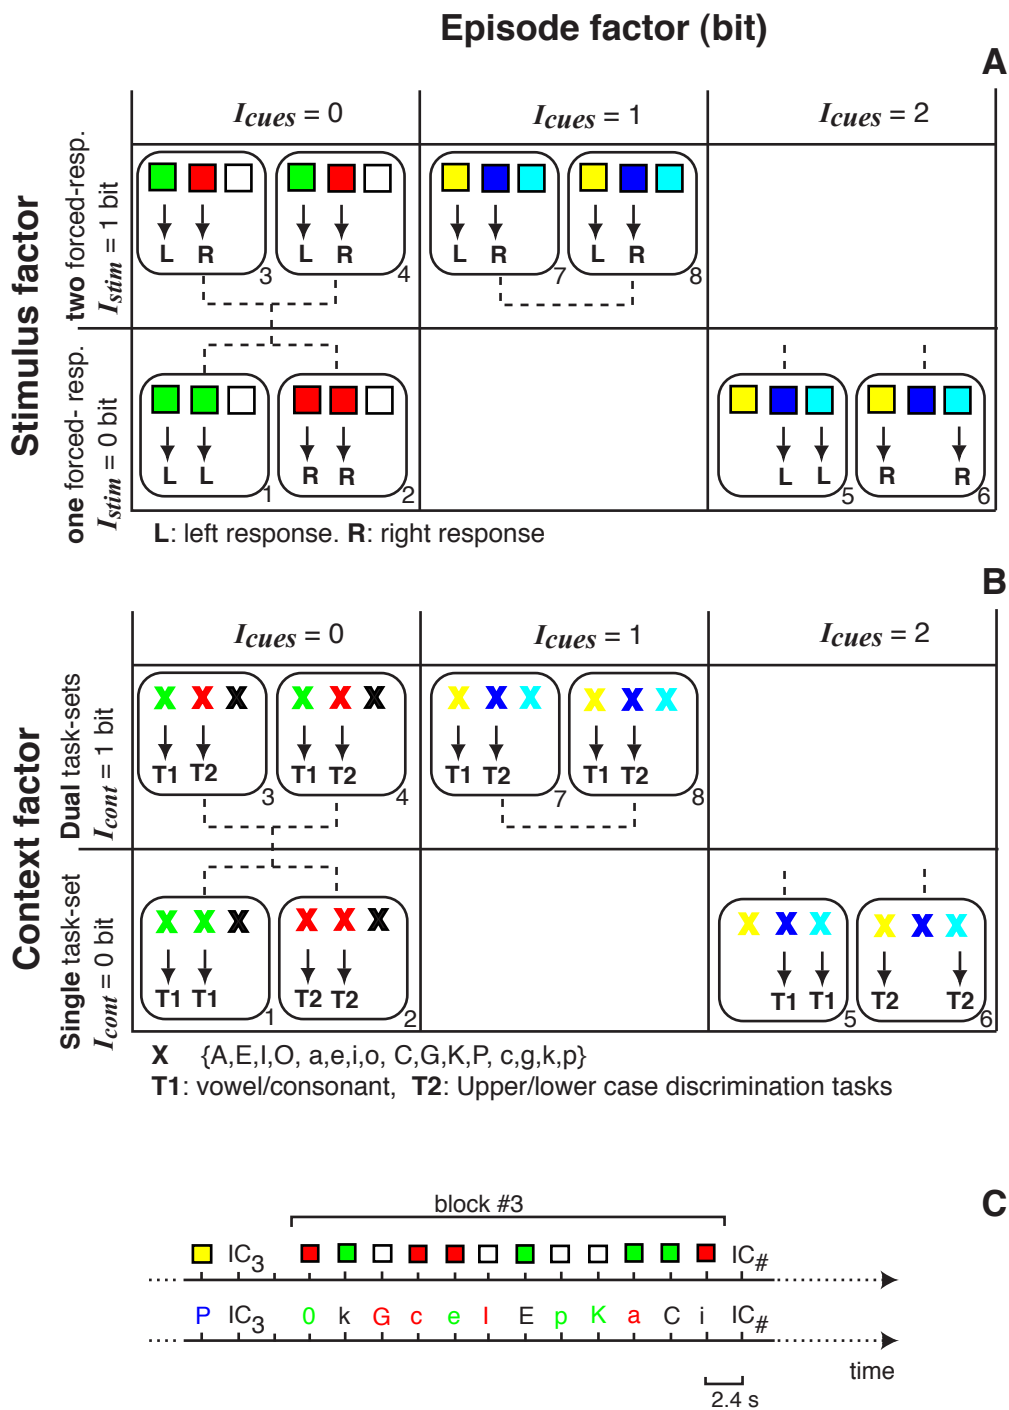 Episode factor (bit)
A
Icues = 0
Icues = 1
Icues = 2
Stimulus factor
two forced-resp.
Istim = 1 bit
L R
3
L R
4
L R
7
L R
8
one forced- resp.
Istim = 0 bit
L L
1
R R
2
L L
5
R R
6
L: left response. R: right response
B
Icues = 0
Icues = 1
Icues = 2
Context factor
Dual task-sets
Icont = 1 bit
X X X
T1 T2
3
X X X
T1 T2
4
X X X
T1 T2
7
X X X
T1 T2
8
Single task-set
Icont = 0 bit
X X X
T1 T1
1
X X X
T2 T2
2
X X X
T1 T1
5
X X X
T2 T2
6
X {A,E,I,O, a,e,i,o, C,G,K,P, c,g,k,p}
T1: vowel/consonant, T2: Upper/lower case discrimination tasks
C
block #3
IC3 IC#
P IC3 0 k G c e I E p K a C i IC#
time
2.4 s